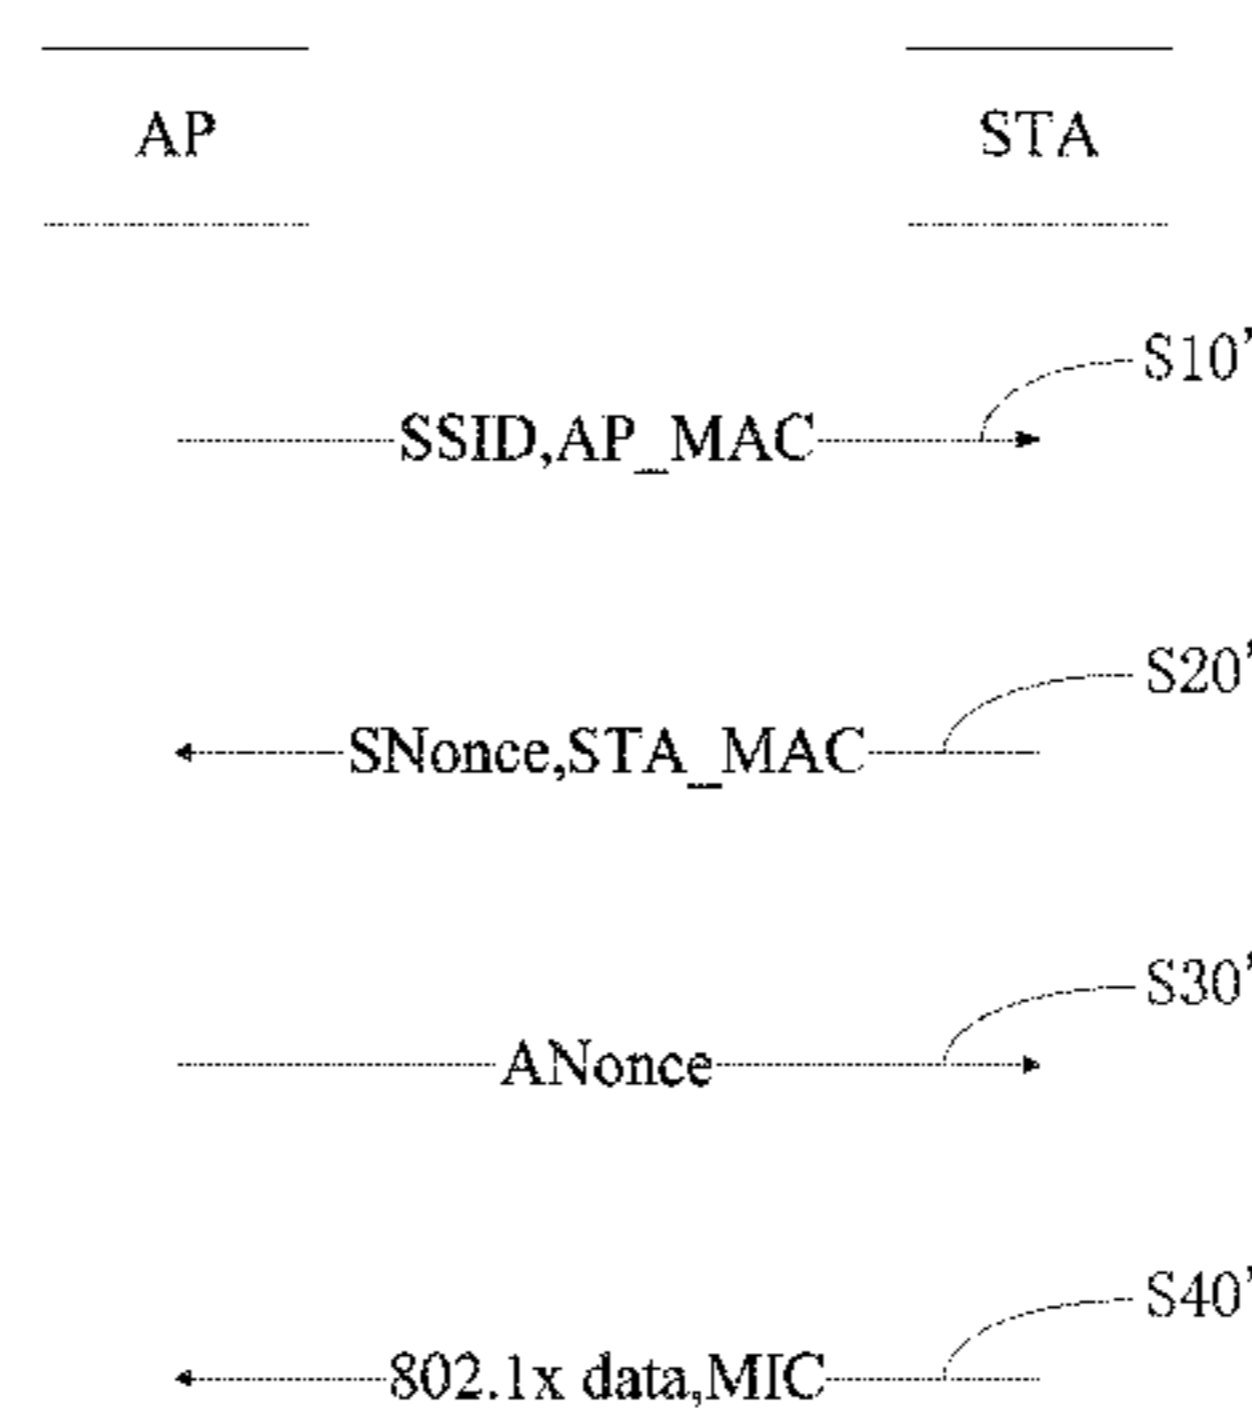 AP
STA
S10’
SSID,AP_MAC
S20’
SNonce,STA_MAC
S30’
ANonce
S40’
802.1x data,MIC